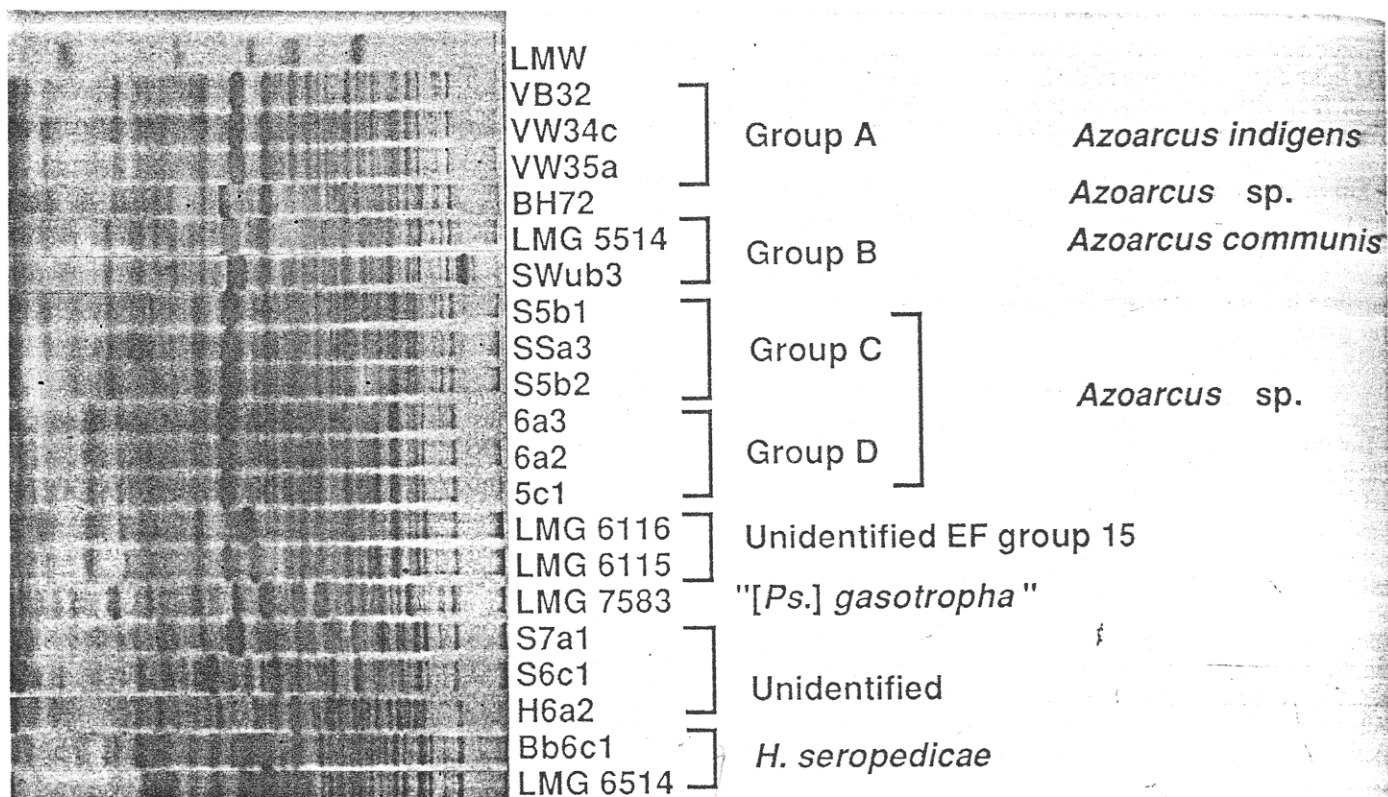 LMW
VB32
VW34c
VW35a
Group A
Azoarcus indigens
BH72
Azoarcus sp.
LMG 5514
SWub3
Group B
Azoarcus communis
S5b1
SSa3
S5b2
Group C
6a3
6a2
5c1
Group D
Azoarcus sp.
LMG 6116
LMG 6115
Unidentified EF group 15
LMG 7583
"[Ps.] gasotropha"
S7a1
S6c1
H6a2
Unidentified
Bb6c1
LMG 6514
H. seropedicae